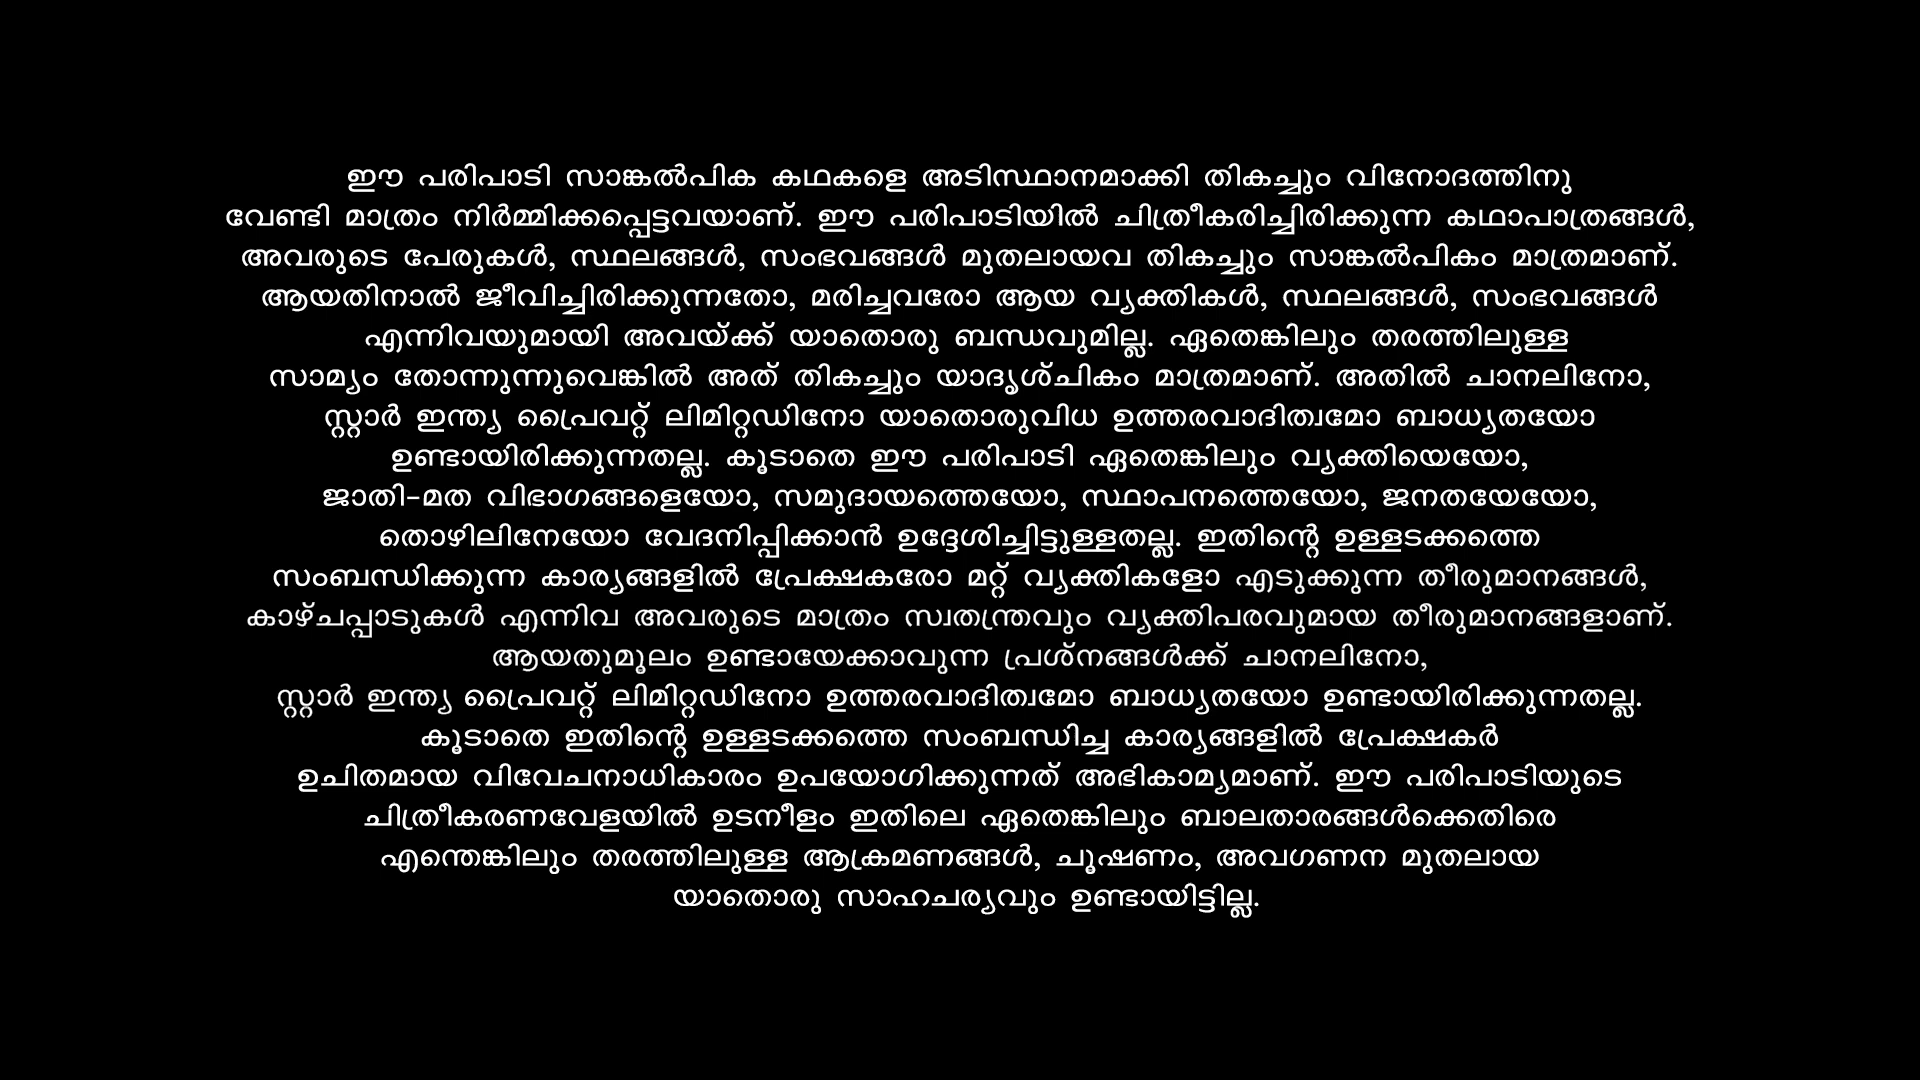 ഈ പരിപാടി സാങ്കൽപിക കഥകളെ അടിസ്ഥാനമാക്കി തികച്ചും വിനോദത്തിനു
വേണ്ടി മാത്രം നിർമ്മിക്കപ്പെട്ടവയാണ്. ഈ പരിപാടിയിൽ ചിത്രീകരിച്ചിരിക്കുന്ന കഥാപാത്രങ്ങൾ,
അവരുടെ പേരുകൾ, സ്ഥലങ്ങൾ, സംഭവങ്ങൾ മുതലായവ തികച്ചും സാങ്കൽപികം മാത്രമാണ്.
ആയതിനാൽ ജീവിച്ചിരിക്കുന്നതോ, മരിച്ചവരോ ആയ വ്യക്തികൾ, സ്ഥലങ്ങൾ, സംഭവങ്ങൾ
എന്നിവയുമായി അവയ്ക്ക് യാതൊരു ബന്ധവുമില്ല. ഏതെങ്കിലും തരത്തിലുള്ള
സാമ്യം തോന്നുന്നുവെങ്കിൽ അത് തികച്ചും യാദൃശ്ചികം മാത്രമാണ്. അതിൽ ചാനലിനോ,
സ്റ്റാർ ഇന്ത്യ പ്രൈവറ്റ് ലിമിറ്റഡിനോ യാതൊരുവിധ ഉത്തരവാദിത്വമോ ബാധ്യതയോ
ഉണ്ടായിരിക്കുന്നതല്ല. കൂടാതെ ഈ പരിപാടി ഏതെങ്കിലും വ്യക്തിയെയോ,
ജാതി-മത വിഭാഗങ്ങളെയോ, സമുദായത്തെയോ, സ്ഥാപനത്തെയോ, ജനതയേയോ,
തൊഴിലിനേയോ വേദനിപ്പിക്കാൻ ഉദ്ദേശിച്ചിട്ടുള്ളതല്ല. ഇതിന്റെ ഉള്ളടക്കത്തെ
സംബന്ധിക്കുന്ന കാര്യങ്ങളിൽ പ്രേക്ഷകരോ മറ്റ് വ്യക്തികളോ എടുക്കുന്ന തീരുമാനങ്ങൾ,
കാഴ്ചപ്പാടുകൾ എന്നിവ അവരുടെ മാത്രം സ്വതന്ത്രവും വ്യക്തിപരവുമായ തീരുമാനങ്ങളാണ്.
ആയതുമൂലം ഉണ്ടായേക്കാവുന്ന പ്രശ്നങ്ങൾക്ക് ചാനലിനോ,
സ്റ്റാർ ഇന്ത്യ പ്രൈവറ്റ് ലിമിറ്റഡിനോ ഉത്തരവാദിത്വമോ ബാധ്യതയോ ഉണ്ടായിരിക്കുന്നതല്ല.
കൂടാതെ ഇതിന്റെ ഉള്ളടക്കത്തെ സംബന്ധിച്ച കാര്യങ്ങളിൽ പ്രേക്ഷകർ
ഉചിതമായ വിവേചനാധികാരം ഉപയോഗിക്കുന്നത് അഭികാമ്യമാണ്. ഈ പരിപാടിയുടെ
ചിത്രീകരണവേളയിൽ ഉടനീളം ഇതിലെ ഏതെങ്കിലും ബാലതാരങ്ങൾക്കെതിരെ
എന്തെങ്കിലും തരത്തിലുള്ള ആക്രമണങ്ങൾ, ചൂഷണം, അവഗണന മുതലായ
യാതൊരു സാഹചര്യവും ഉണ്ടായിട്ടില്ല.